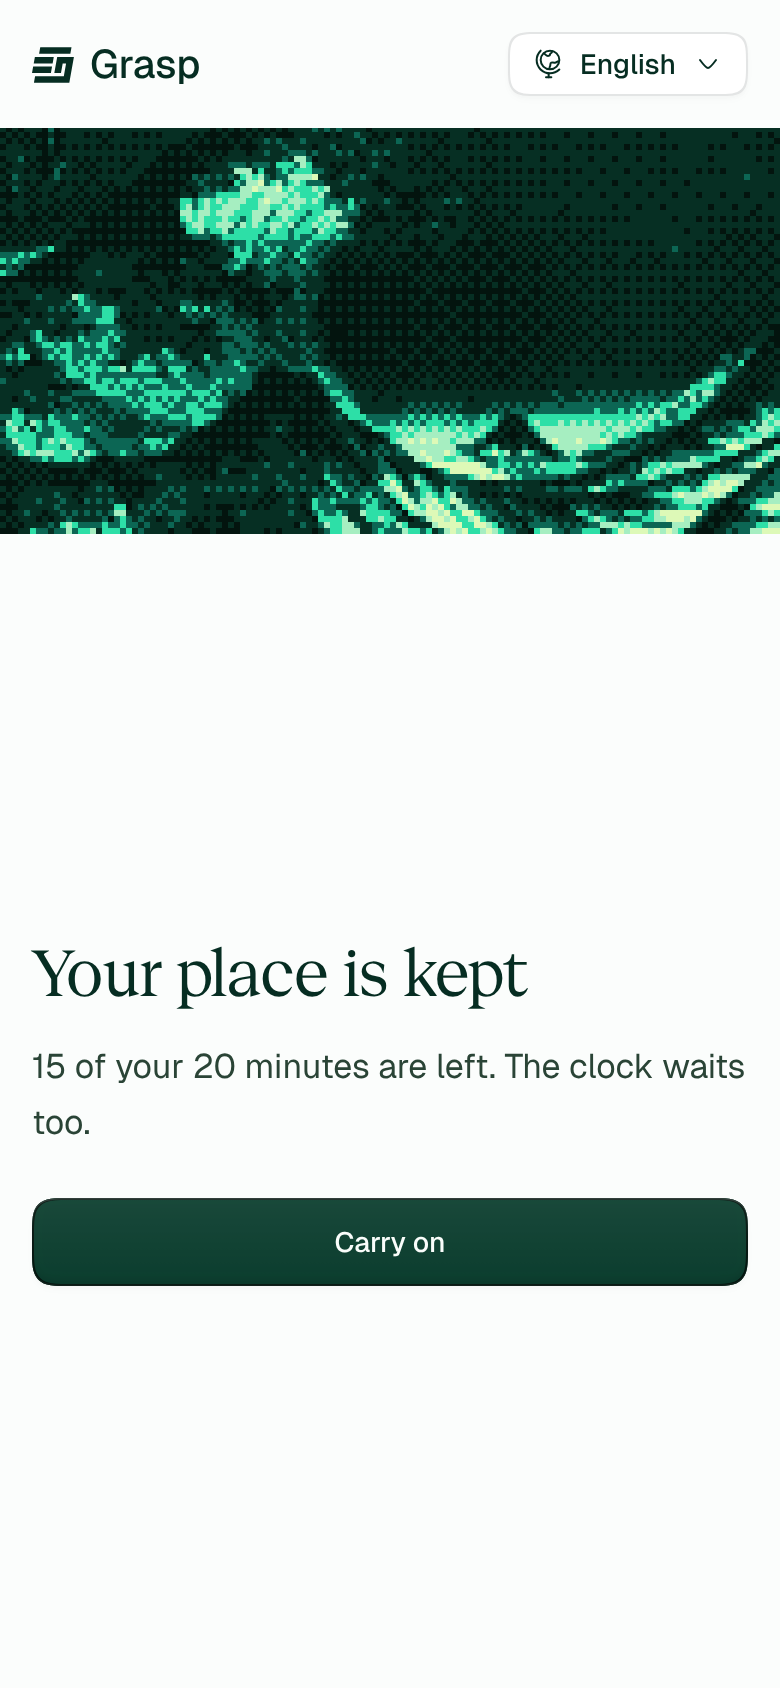 Grasp
English
Your place is kept
15 of your 20 minutes are left. The clock waits
too.
Carry on